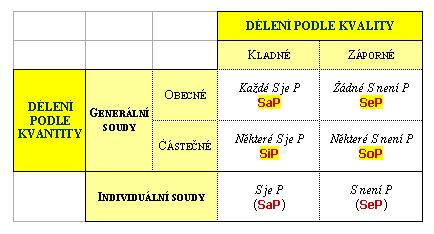 DĚLENÍ PODLE KVALITY
KLADNÉ ZÁPORNÉ
DĚLENÍ PODLE KVANTITY
GENERÁLNÍ SOUDY
OBECNÉ
Každé S je P
SaP
Žádné S není P
SeP
ČÁSTEČNÉ
Některé S je P
SiP
Některé S není P
SoP
INDIVIDUÁLNÍ SOUDY
S je P
(SaP)
S není P
(SeP)